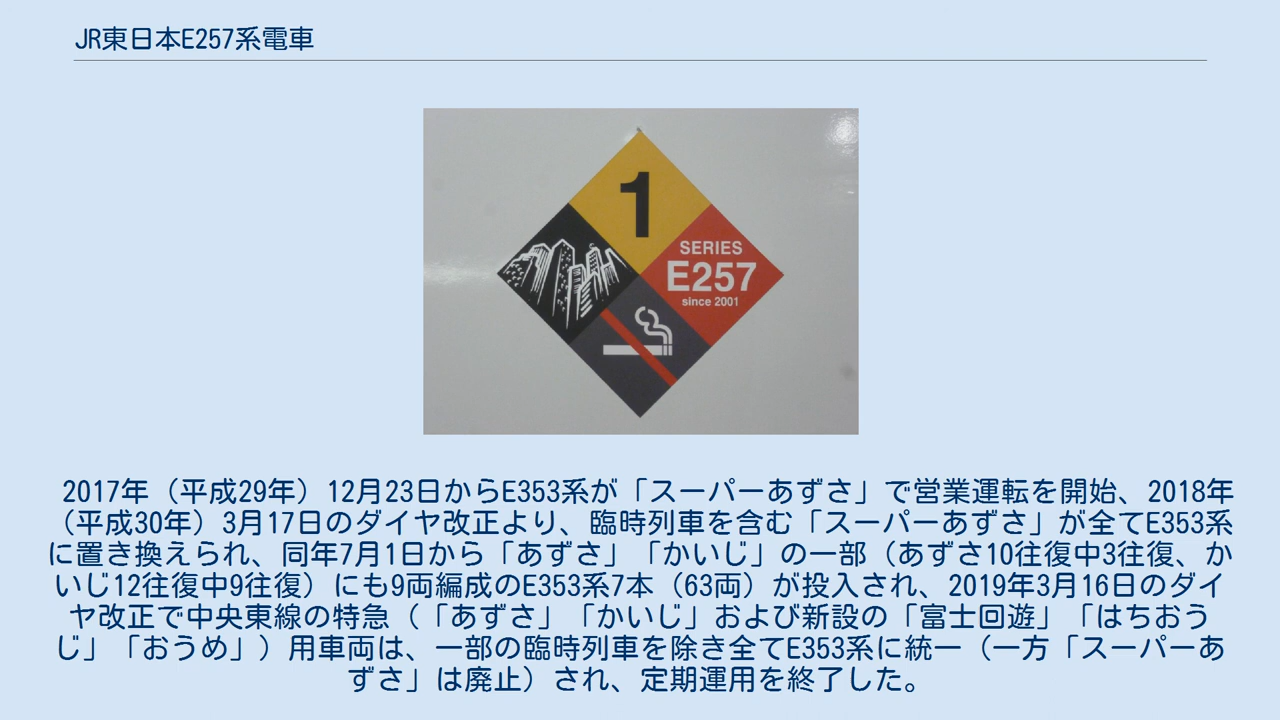 JR東日本E257系電車
1
SERIES
E257
since 2001
2017年（平成29年）12月23日からE353系が「スーパーあずさ」で営業運転を開始、2018年
（平成30年）3月17日のダイヤ改正より、臨時列車を含む「スーパーあずさ」が全てE353系
に置き換えられ、同年7月1日から「あずさ」「かいじ」の一部（あずさ10往復中3往復、か
いじ12往復中9往復）にも9両編成のE353系7本（63両）が投入され、2019年3月16日のダイ
ヤ改正で中央東線の特急（「あずさ」「かいじ」および新設の「富士回遊」「はちおう
じ」「おうめ」）用車両は、一部の臨時列車を除き全てE353系に統一（一方「スーパーあ
ずさ」は廃止）され、定期運用を終了した。